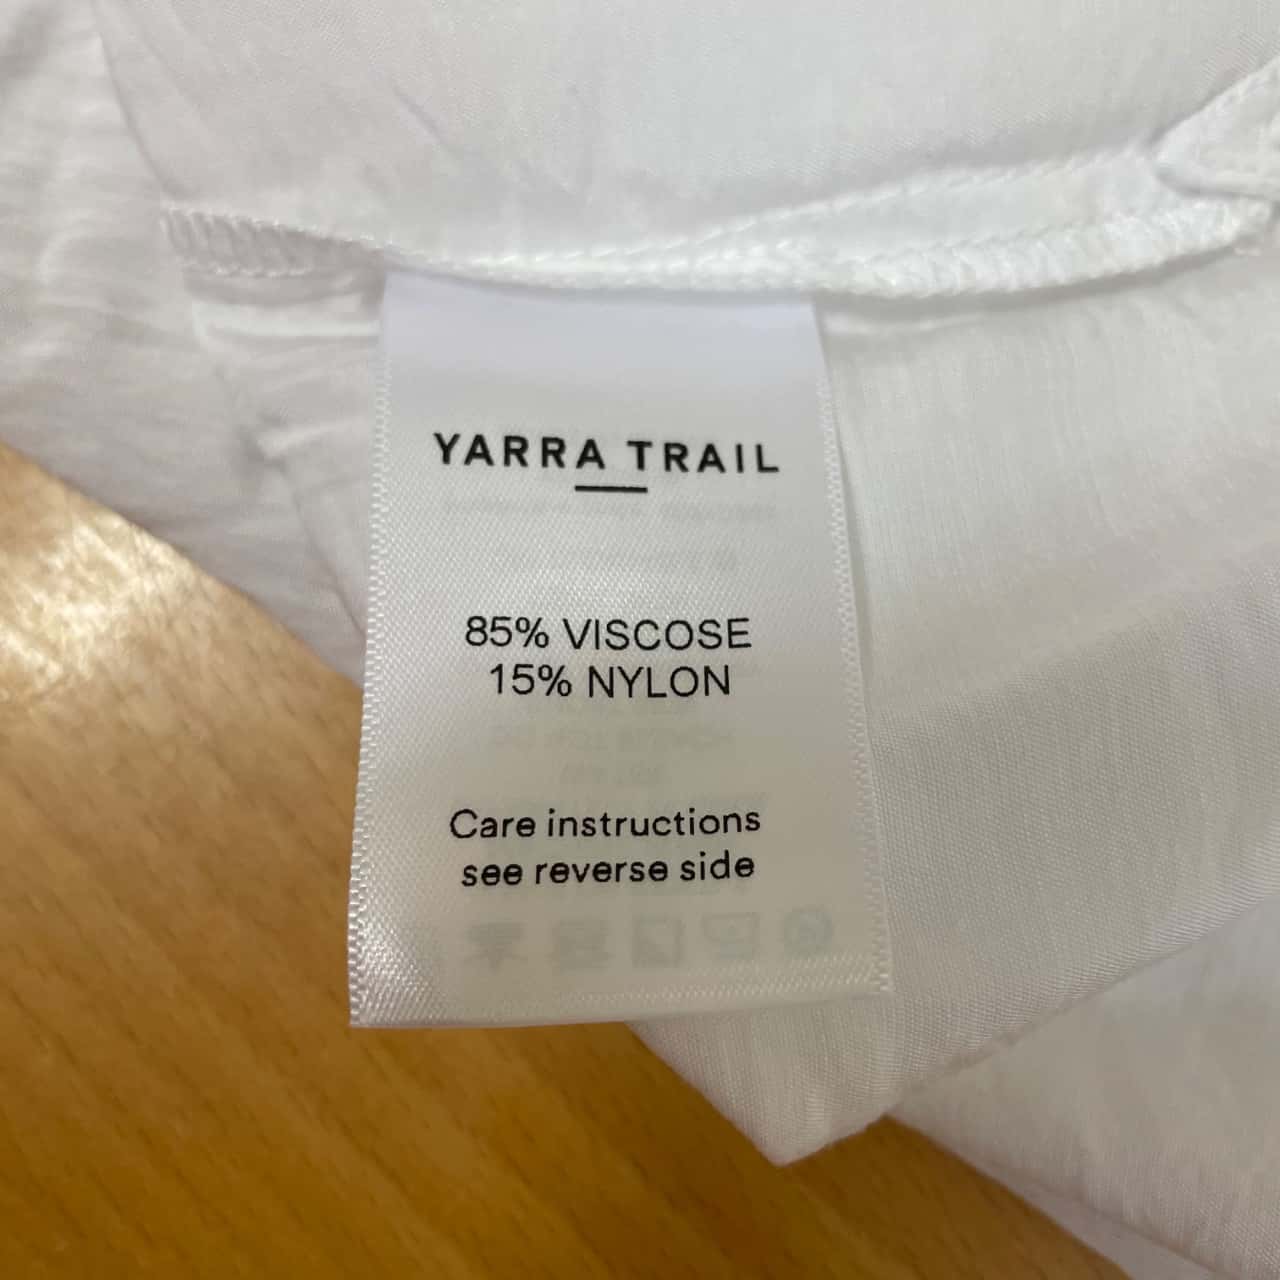 YARRA TRAIL
85% VISCOSE
15% NYLON
Care instructions
see reverse side